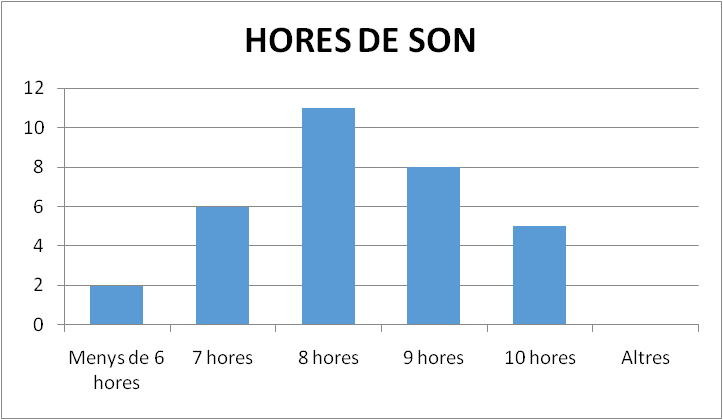 HORES DE SON
12
10
8
6
4
2
0
Menys de 6 hores
7 hores
8 hores
9 hores
10 hores
Altres